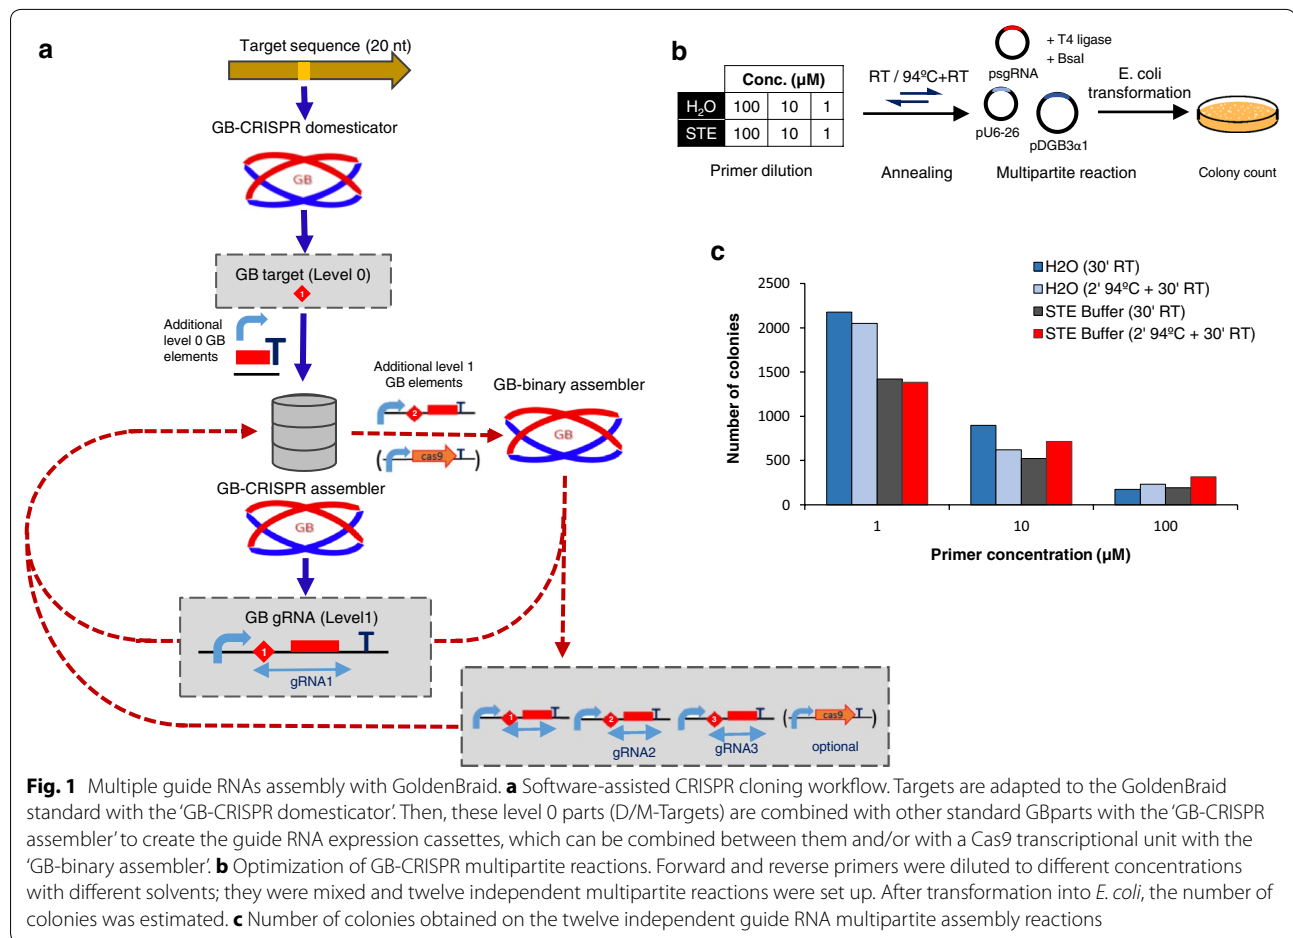 a
Target sequence (20 nt)
GB-CRISPR domesticator
GB
GB target (Level 0)
1
Additional
level 0 GB
elements
Additional level 1
GB elements
2
cas9
GB-binary assembler
GB
GB-CRISPR assembler
GB
GB gRNA (Level1)
1
gRNA1
1
2
3
cas9
gRNA2
gRNA3
optional
b
Conc. (µM)
H2O 100 10 1
STE 100 10 1
Primer dilution
RT / 94ºC+RT
Annealing
psgRNA
+ T4 ligase
+ BsaI
pU6-26
pDGB3α1
Multipartite reaction
E. coli
transformation
Colony count
c
H2O (30' RT)
H2O (2' 94ºC + 30' RT)
STE Buffer (30' RT)
STE Buffer (2' 94ºC + 30' RT)
Number of colonies
2500
2000
1500
1000
500
0
1 10 100
Primer concentration (µM)
Fig. 1 Multiple guide RNAs assembly with GoldenBraid. a Software-assisted CRISPR cloning workflow. Targets are adapted to the GoldenBraid
standard with the ‘GB-CRISPR domesticator’. Then, these level 0 parts (D/M-Targets) are combined with other standard GBparts with the ‘GB-CRISPR
assembler’ to create the guide RNA expression cassettes, which can be combined between them and/or with a Cas9 transcriptional unit with the
‘GB-binary assembler’. b Optimization of GB-CRISPR multipartite reactions. Forward and reverse primers were diluted to different concentrations
with different solvents; they were mixed and twelve independent multipartite reactions were set up. After transformation into E. coli, the number of
colonies was estimated. c Number of colonies obtained on the twelve independent guide RNA multipartite assembly reactions